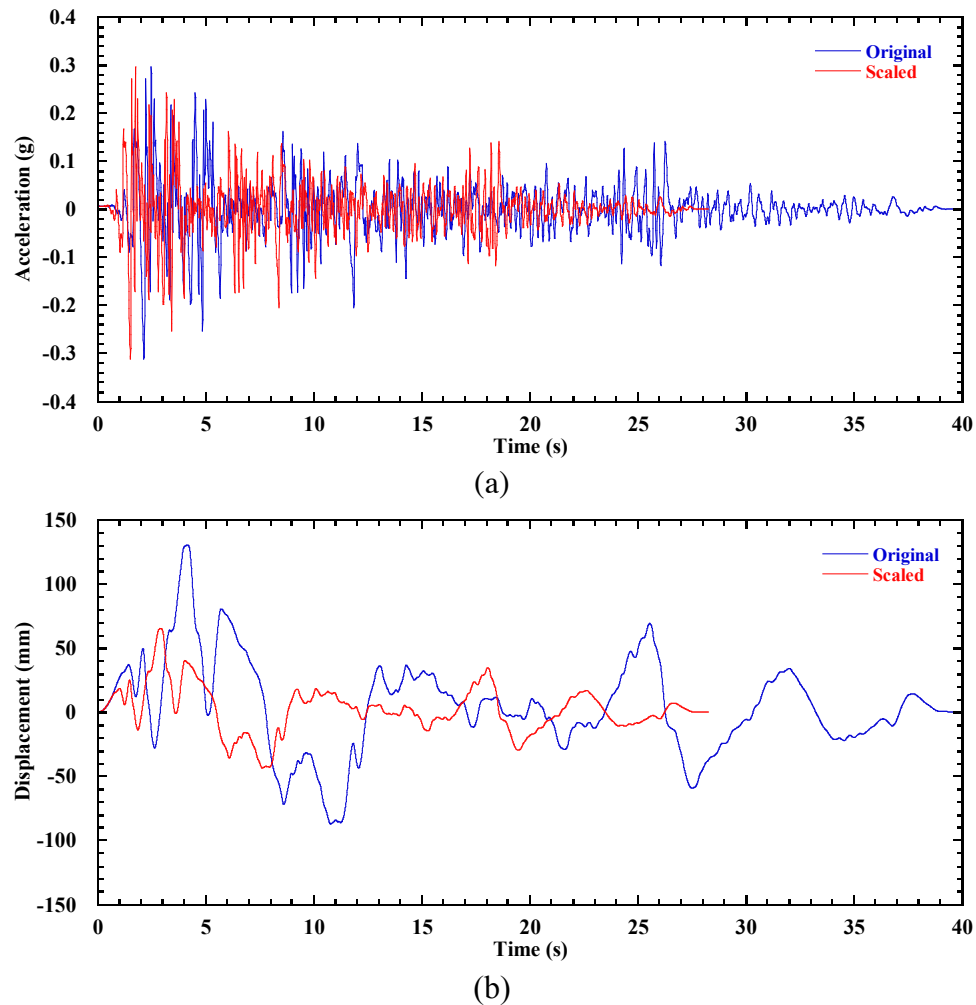 0.4
0.3
0.2
0.1
0
-0.1
-0.2
-0.3
-0.4
Acceleration (g)
Original
Scaled
0 5 10 15 20 25 30 35 40
Time (s)
(a)
150
100
50
0
-50
-100
-150
Displacement (mm)
Original
Scaled
0 5 10 15 20 25 30 35 40
Time (s)
(b)